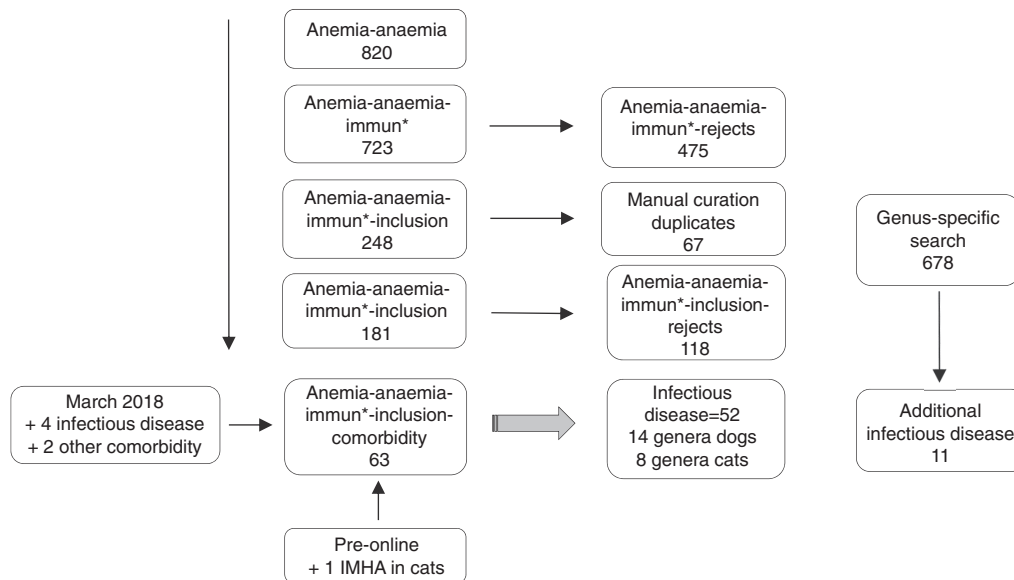 Anemia-anaemia
820
Anemia-anaemia-
immun*
723
Anemia-anaemia-
immun*-rejects
475
Anemia-anaemia-
immun*-inclusion
248
Manual curation
duplicates
67
Genus-specific
search
678
Anemia-anaemia-
immun*-inclusion
181
Anemia-anaemia-
immun*-inclusion-
rejects
118
March 2018
+ 4 infectious disease
+ 2 other comorbidity
Anemia-anaemia-
immun*-inclusion-
comorbidity
63
Infectious
disease=52
14 genera dogs
8 genera cats
Additional
infectious disease
11
Pre-online
+ 1 IMHA in cats